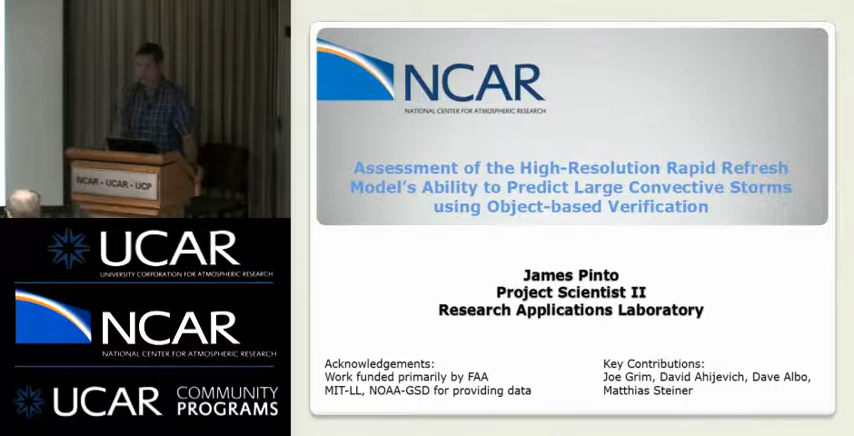 NCAR - UCAR - UCP
UCAR
UNIVERSITY CORPORATION FOR ATMOSPHERIC RESEARCH
NCAR
NATIONAL CENTER FOR ATMOSPHERIC RESEARCH
UCAR COMMUNITY
PROGRAMS
NCAR
NATIONAL CENTER FOR ATMOSPHERIC RESEARCH
Assessment of the High-Resolution Rapid Refresh
Model's Ability to Predict Large Convective Storms
using Object-based Verification
James Pinto
Project Scientist II
Research Applications Laboratory
Acknowledgements:
Work funded primarily by FAA
MIT-LL, NOAA-GSD for providing data
Key Contributions:
Joe Grim, David Ahijevich, Dave Albo,
Matthias Steiner